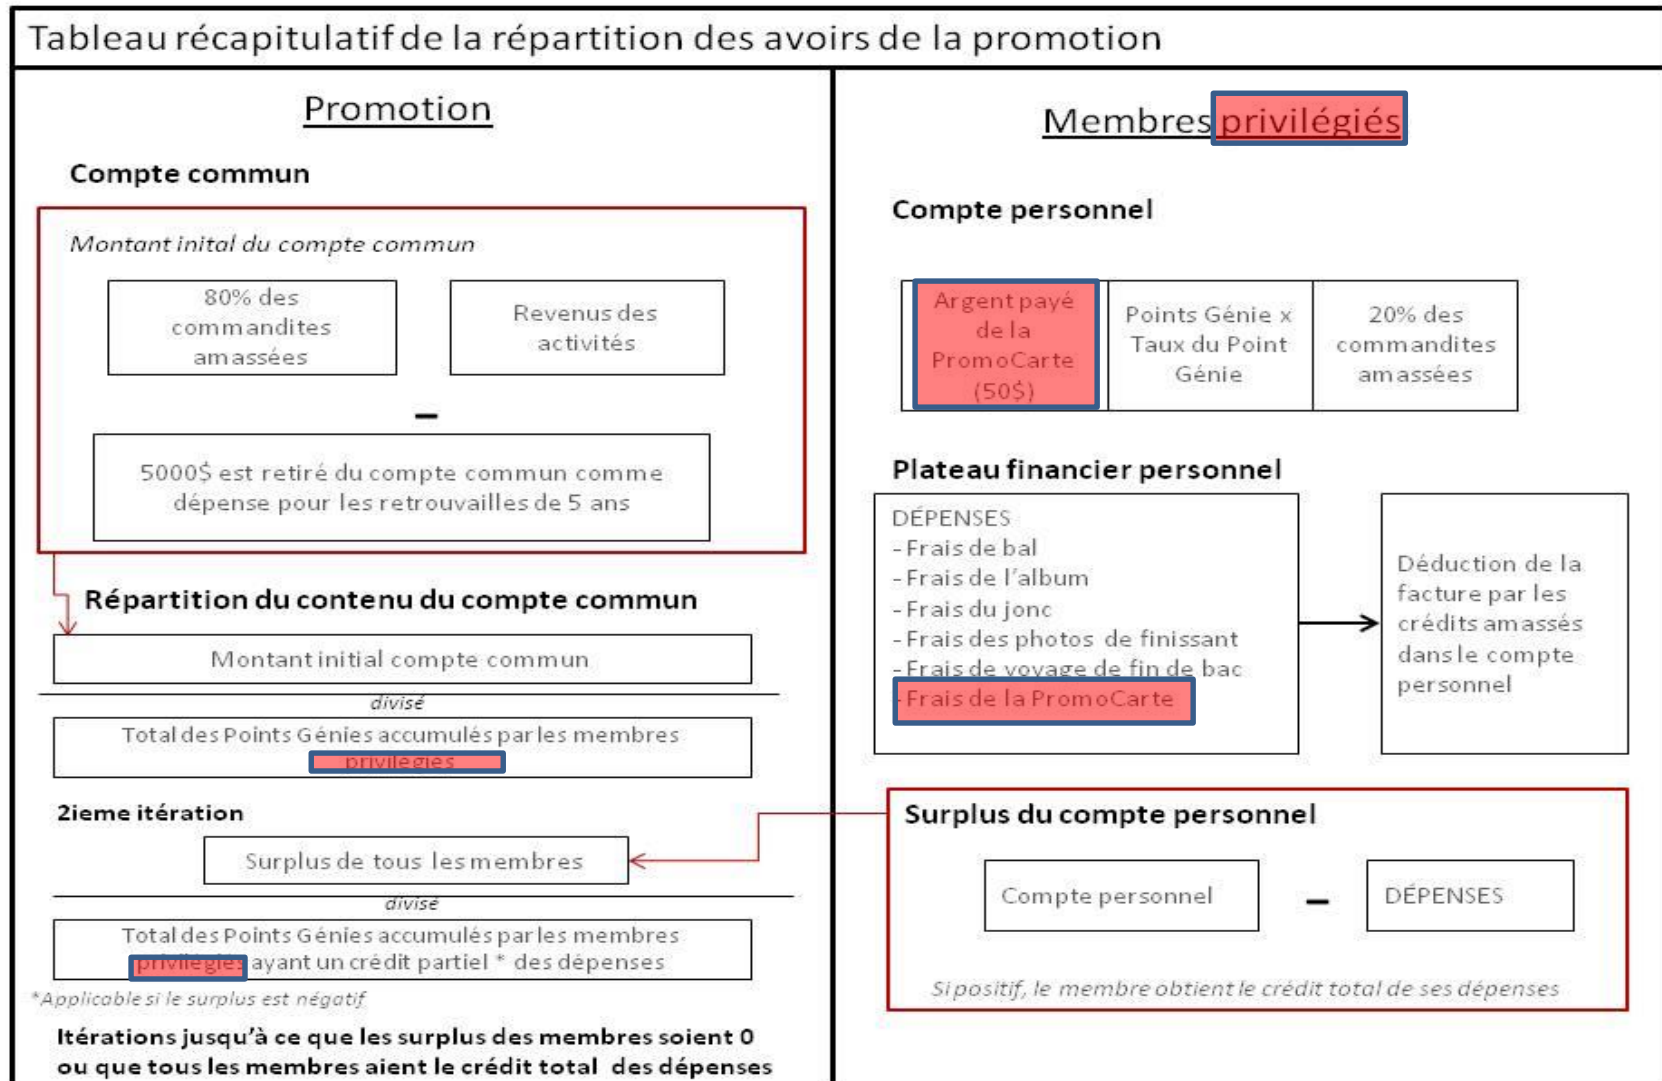 Tableau récapitulatif de la répartition des avoirs de la promotion
Promotion
Compte commun
Montant inital du compte commun
80% des
commandites
amassées
Revenus des
activités
–
5000$ est retiré du compte commun comme
dépense pour les retrouvailles de 5 ans
Répartition du contenu du compte commun
Montant initial compte commun
divisé
Total des Points Génies accumulés par les membres
privilégiés
2ieme itération
Surplus de tous les membres
divisé
Total des Points Génies accumulés par les membres
privilégiés ayant un crédit partiel * des dépenses
*Applicable si le surplus est négatif
Itérations jusqu'à ce que les surplus des membres soient 0
ou que tous les membres aient le crédit total des dépenses
Membres privilégiés
Compte personnel
Argent payé
de la
PromoCarte
(50$)
Points Génie x
Taux du Point
Génie
20% des
commandites
amassées
Plateau financier personnel
DÉPENSES
- Frais de bal
- Frais de l'album
- Frais du jonc
- Frais des photos de finissant
- Frais de voyage de fin de bac
- Frais de la PromoCarte
Déduction de la
facture par les
crédits amassés
dans le compte
personnel
Surplus du compte personnel
Compte personnel
–
DÉPENSES
Si positif, le membre obtient le crédit total de ses dépenses